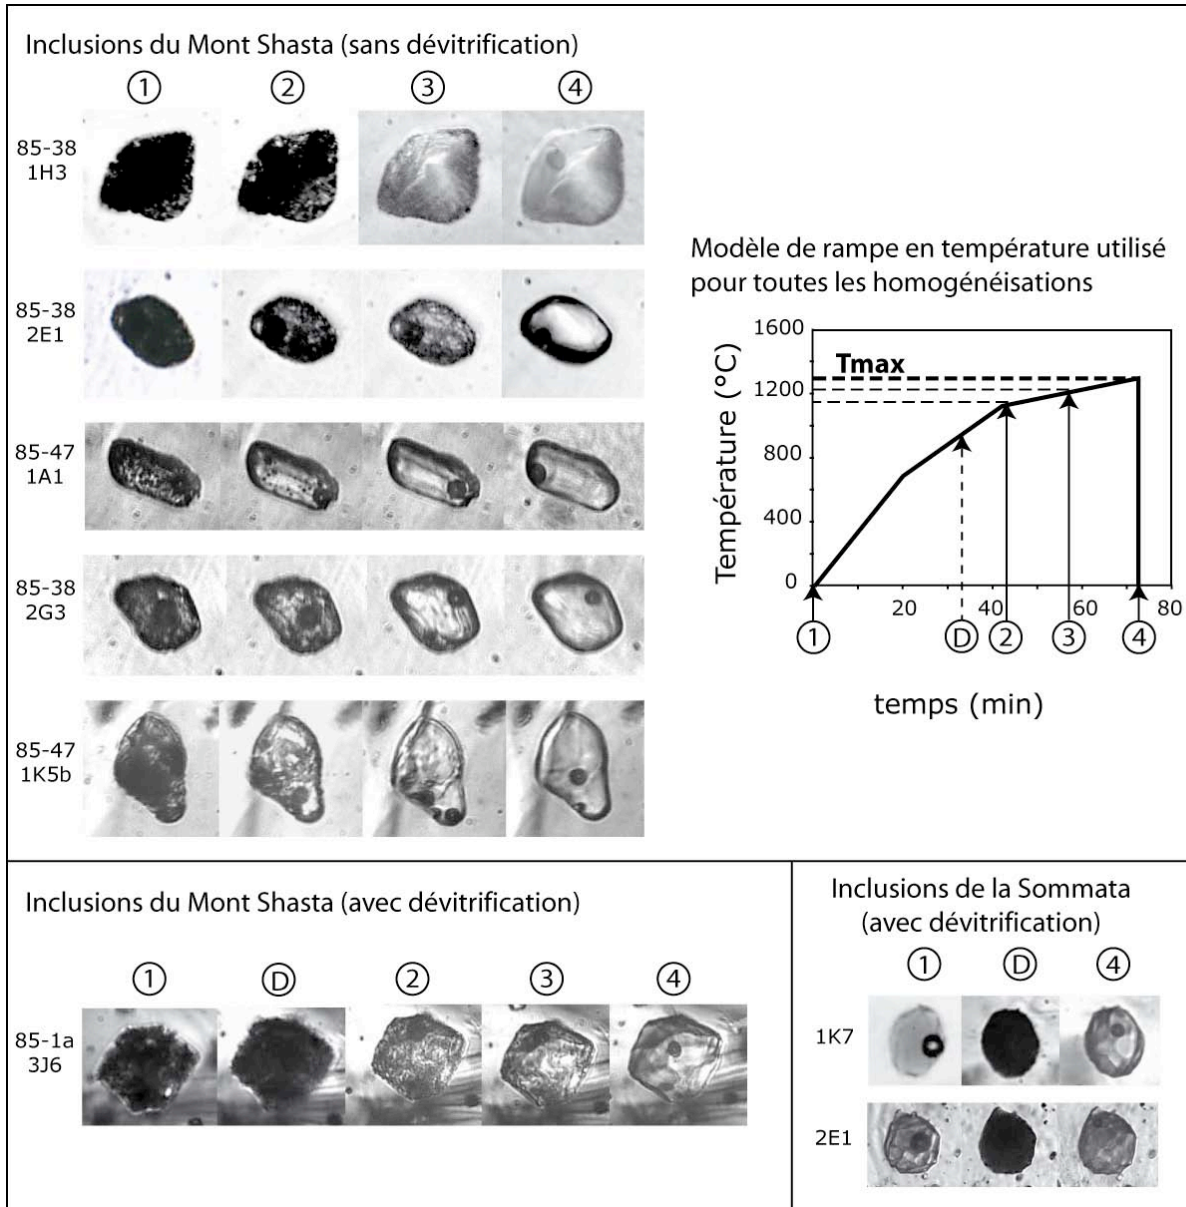 Inclusions du Mont Shasta (sans dévitrification)
① ② ③ ④
85-38
1H3
85-38
2E1
85-47
1A1
85-38
2G3
85-47
1K5b
Modèle de rampe en température utilisé
pour toutes les homogénéisations
Température (°C)
1600
1200
800
400
0
Tmax
20 40 60 80
① Ⓓ ② ③ ④
temps (min)
Inclusions du Mont Shasta (avec dévitrification)
① Ⓓ ② ③ ④
85-1a
3J6
Inclusions de la Sommata
(avec dévitrification)
① Ⓓ ④
1K7
2E1